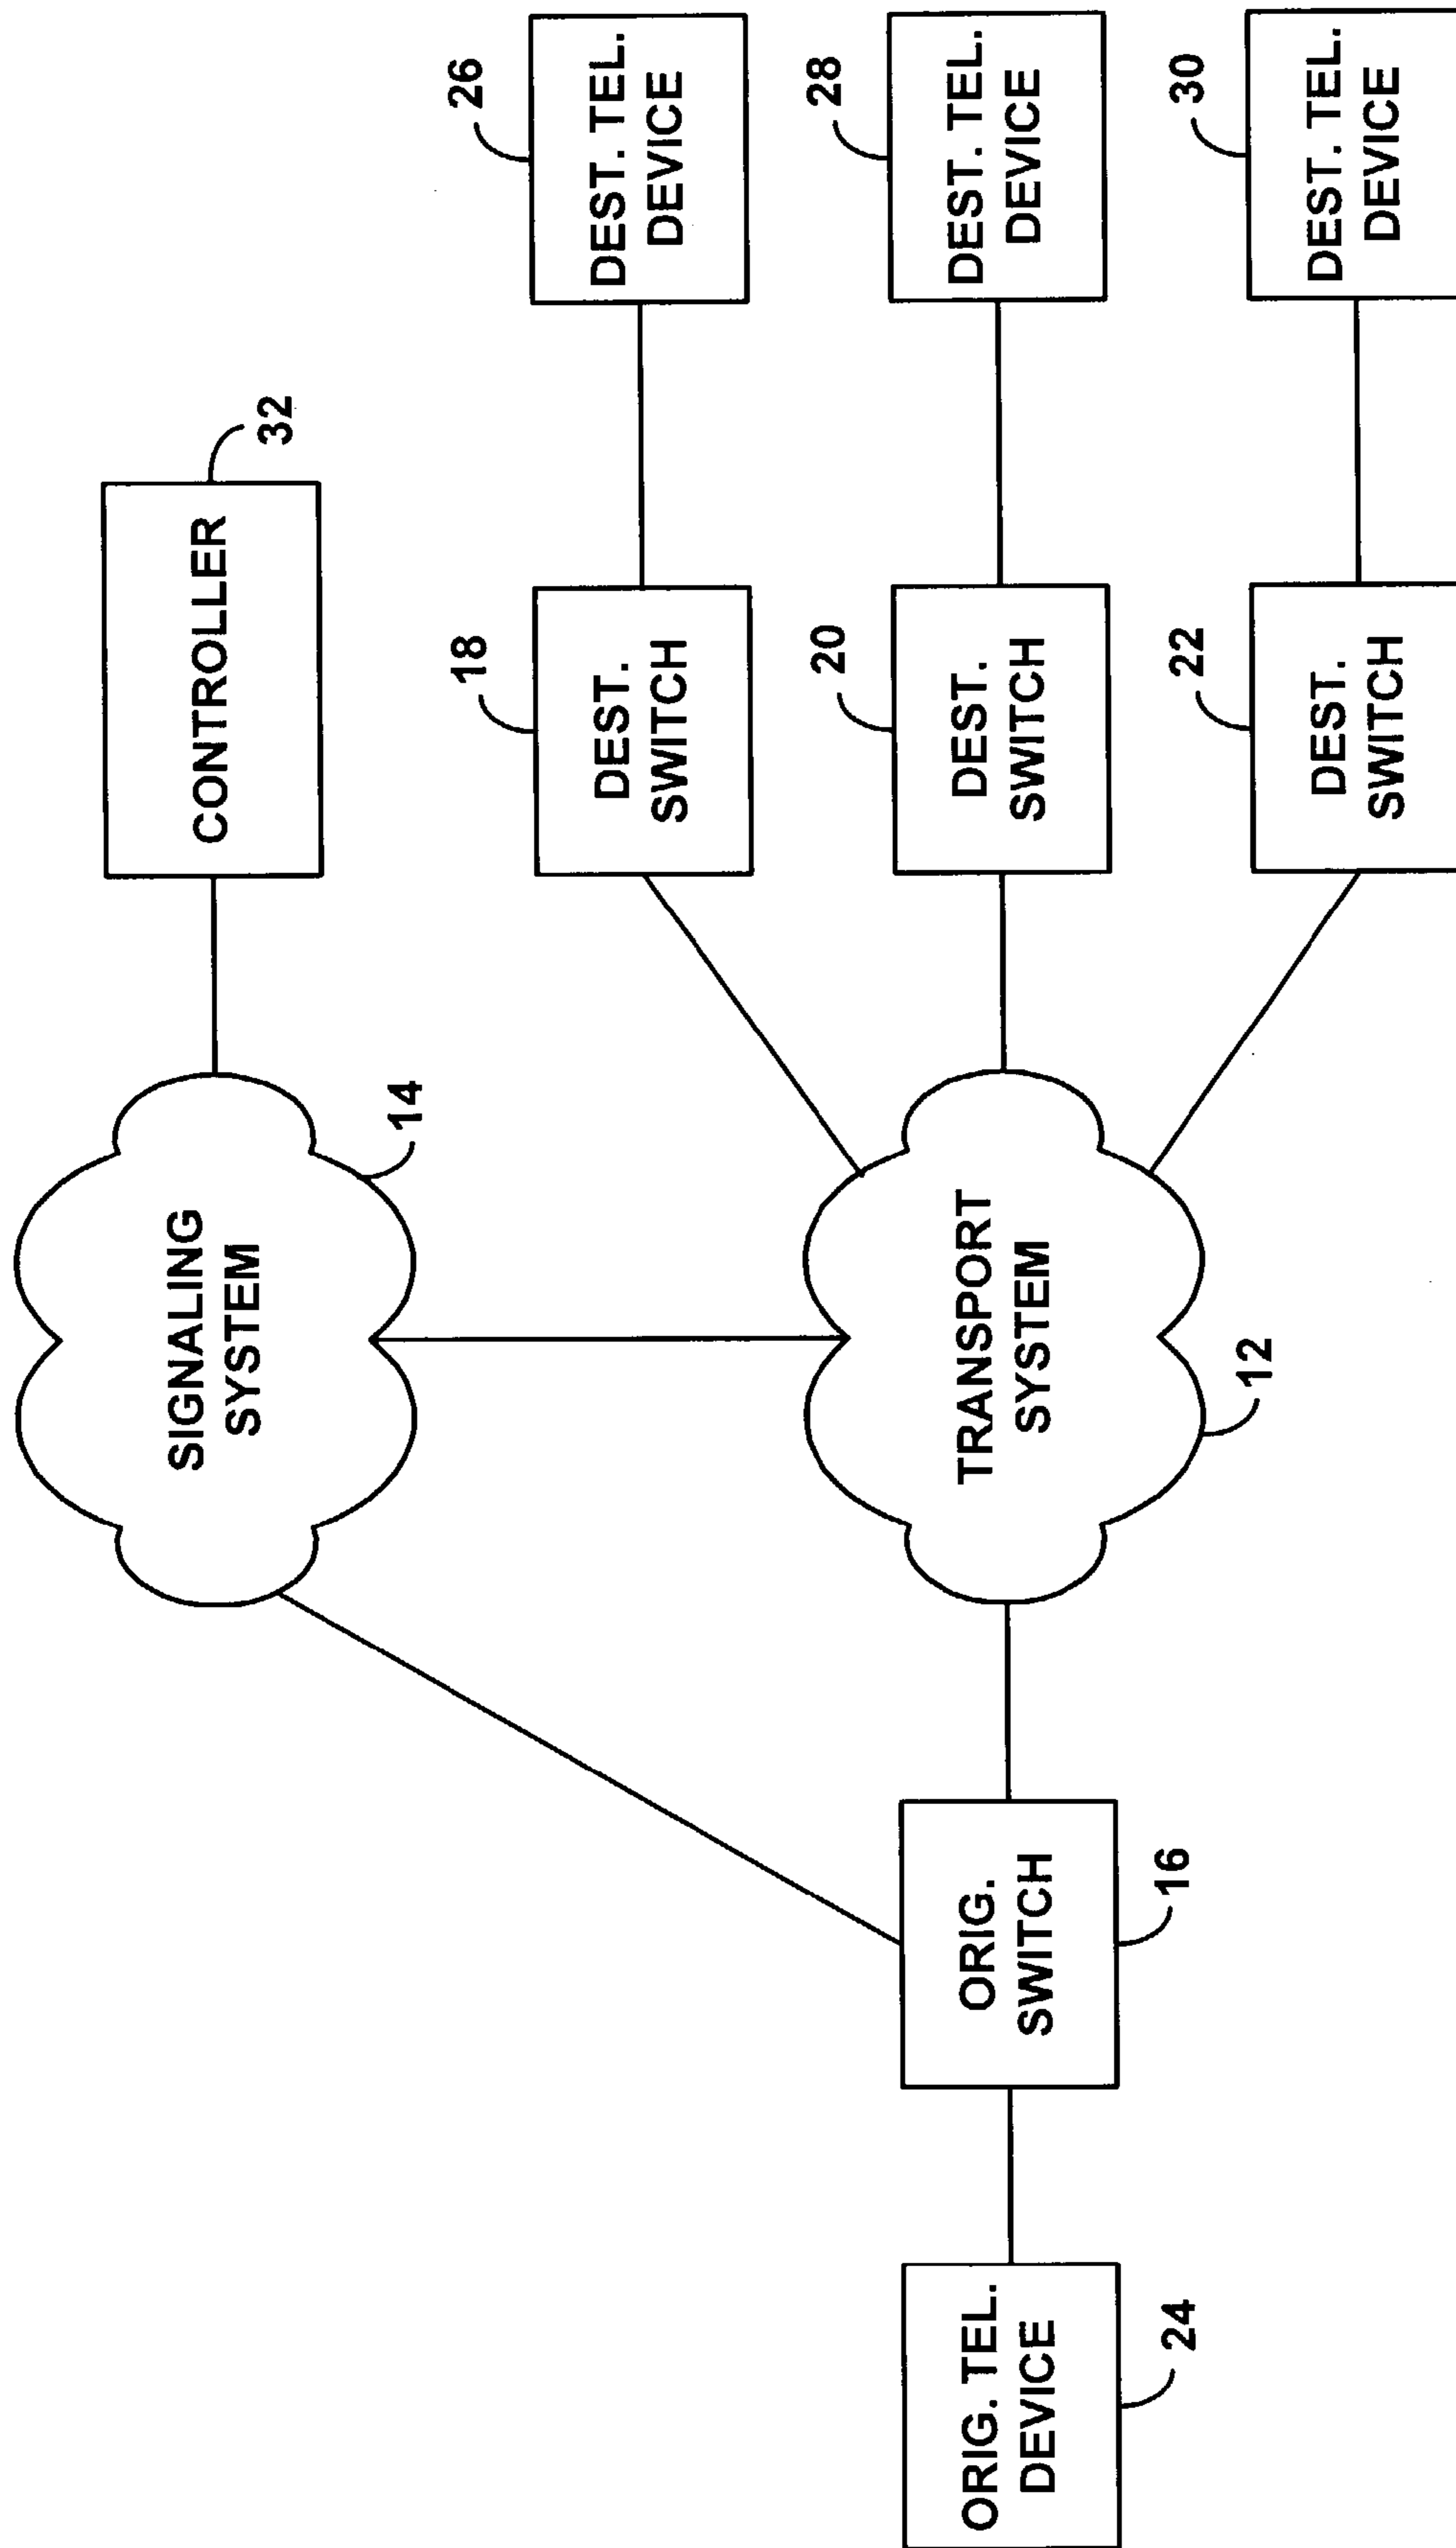 SIGNALING
SYSTEM
14
CONTROLLER
32
ORIG. TEL.
DEVICE
24
ORIG.
SWITCH
16
TRANSPORT
SYSTEM
12
DEST.
SWITCH
18
DEST. TEL.
DEVICE
26
DEST.
SWITCH
20
DEST. TEL.
DEVICE
28
DEST.
SWITCH
22
DEST. TEL.
DEVICE
30